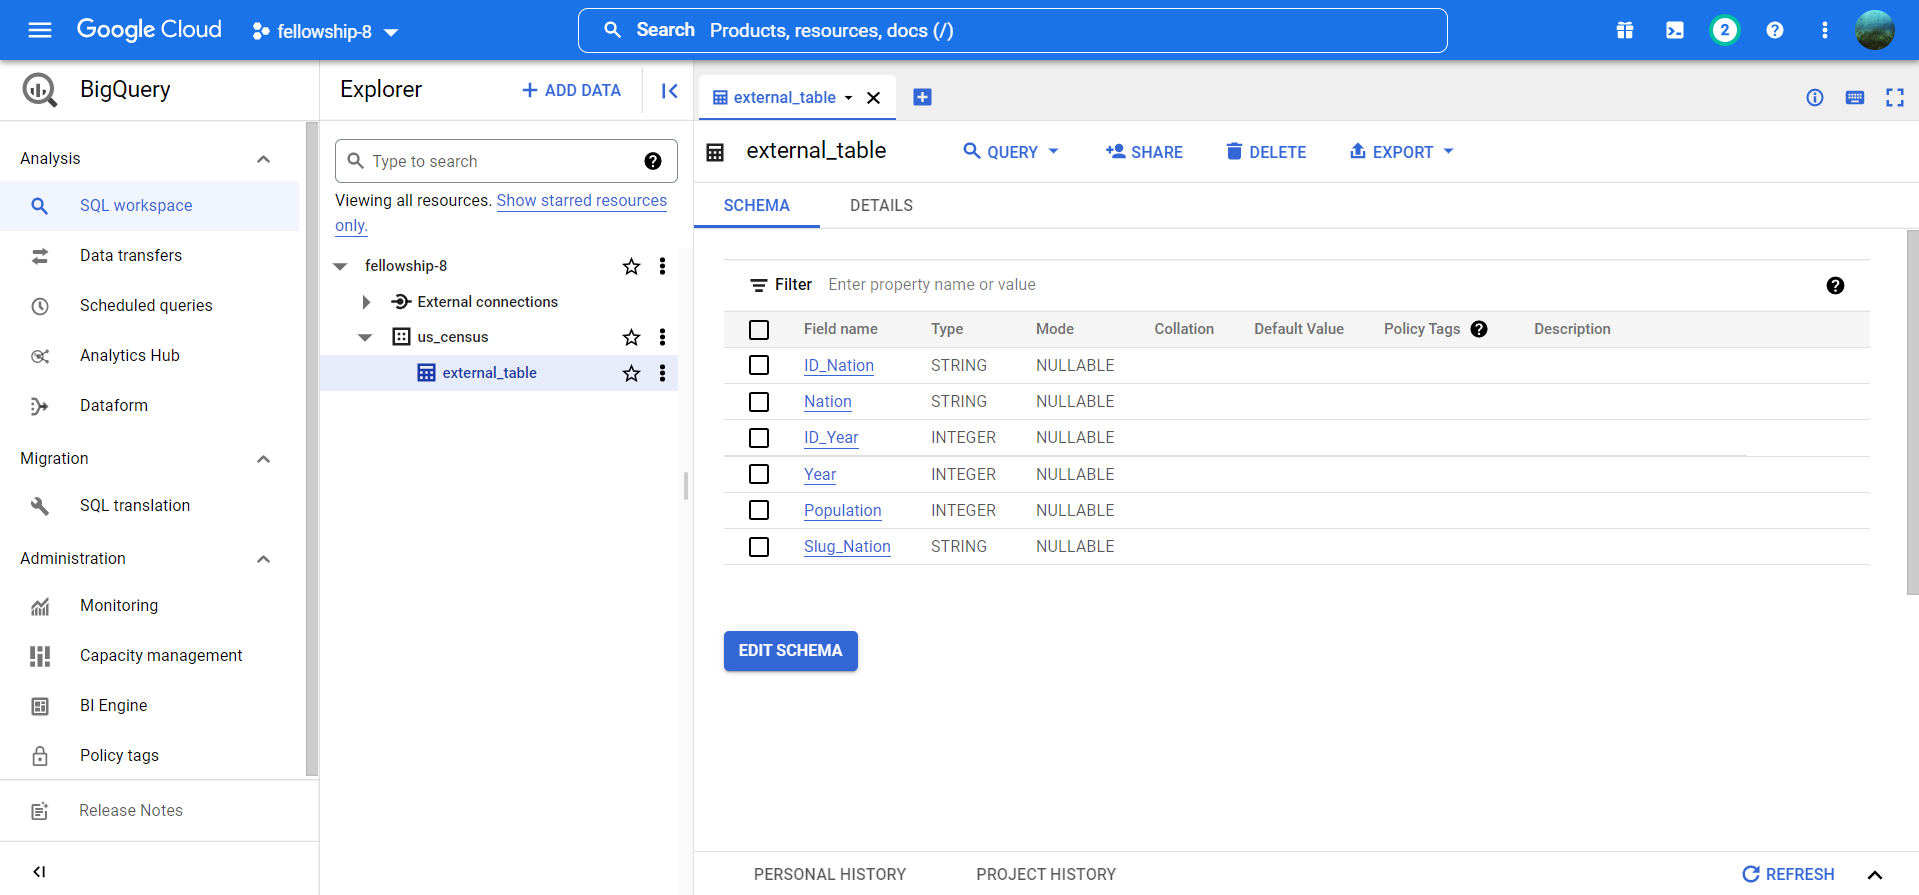 Google Cloud
fellowship-8
Search Products, resources, docs (/)
2
BigQuery
Analysis
SQL workspace
Data transfers
Scheduled queries
Analytics Hub
Dataform
Migration
SQL translation
Administration
Monitoring
Capacity management
BI Engine
Policy tags
Release Notes
Explorer
ADD DATA
Type to search
Viewing all resources. Show starred resources
only.
fellowship-8
External connections
us_census
external_table
external_table
external_table
QUERY
SHARE
DELETE
EXPORT
SCHEMA
DETAILS
Filter Enter property name or value
Field name Type Mode Collation Default Value Policy Tags Description
ID_Nation STRING NULLABLE
Nation STRING NULLABLE
ID_Year INTEGER NULLABLE
Year INTEGER NULLABLE
Population INTEGER NULLABLE
Slug_Nation STRING NULLABLE
EDIT SCHEMA
PERSONAL HISTORY
PROJECT HISTORY
REFRESH